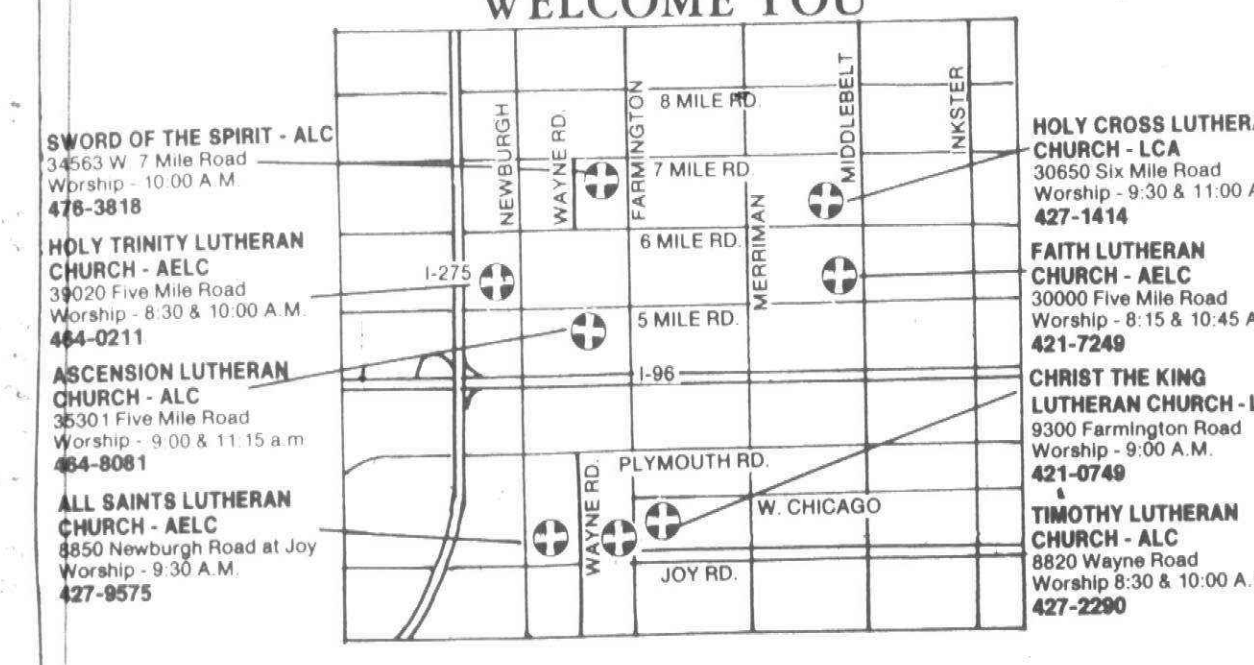 WELCOME YOU
SWORD OF THE SPIRIT - ALC
34563 W. 7 Mile Road
Worship - 10:00 A.M.
476-3818
HOLY TRINITY LUTHERAN
CHURCH - AELC
39020 Five Mile Road
Worship - 8:30 & 10:00 A.M.
464-0211
ASCENSION LUTHERAN
CHURCH - ALC
35301 Five Mile Road
Worship - 9:00 & 11:15 a.m
464-8081
ALL SAINTS LUTHERAN
CHURCH - AELC
8850 Newburgh Road at Joy
Worship - 9:30 A.M.
427-9575
NEWBURGH
WAYNE RD.
FARMINGTON
MERRIMAN
MIDDLEBELT
INKSTER
8 MILE RD.
7 MILE RD.
6 MILE RD.
I-275
5 MILE RD.
I-96
PLYMOUTH RD.
W. CHICAGO
WAYNE RD.
JOY RD.
HOLY CROSS LUTHERA
CHURCH - LCA
30650 Six Mile Road
Worship - 9:30 & 11:00 A
427-1414
FAITH LUTHERAN
CHURCH - AELC
30000 Five Mile Road
Worship - 8:15 & 10:45 A
421-7249
CHRIST THE KING
LUTHERAN CHURCH - L
9300 Farmington Road
Worship - 9:00 A.M.
421-0749
TIMOTHY LUTHERAN
CHURCH - ALC
8820 Wayne Road
Worship 8:30 & 10:00 A.
427-2290